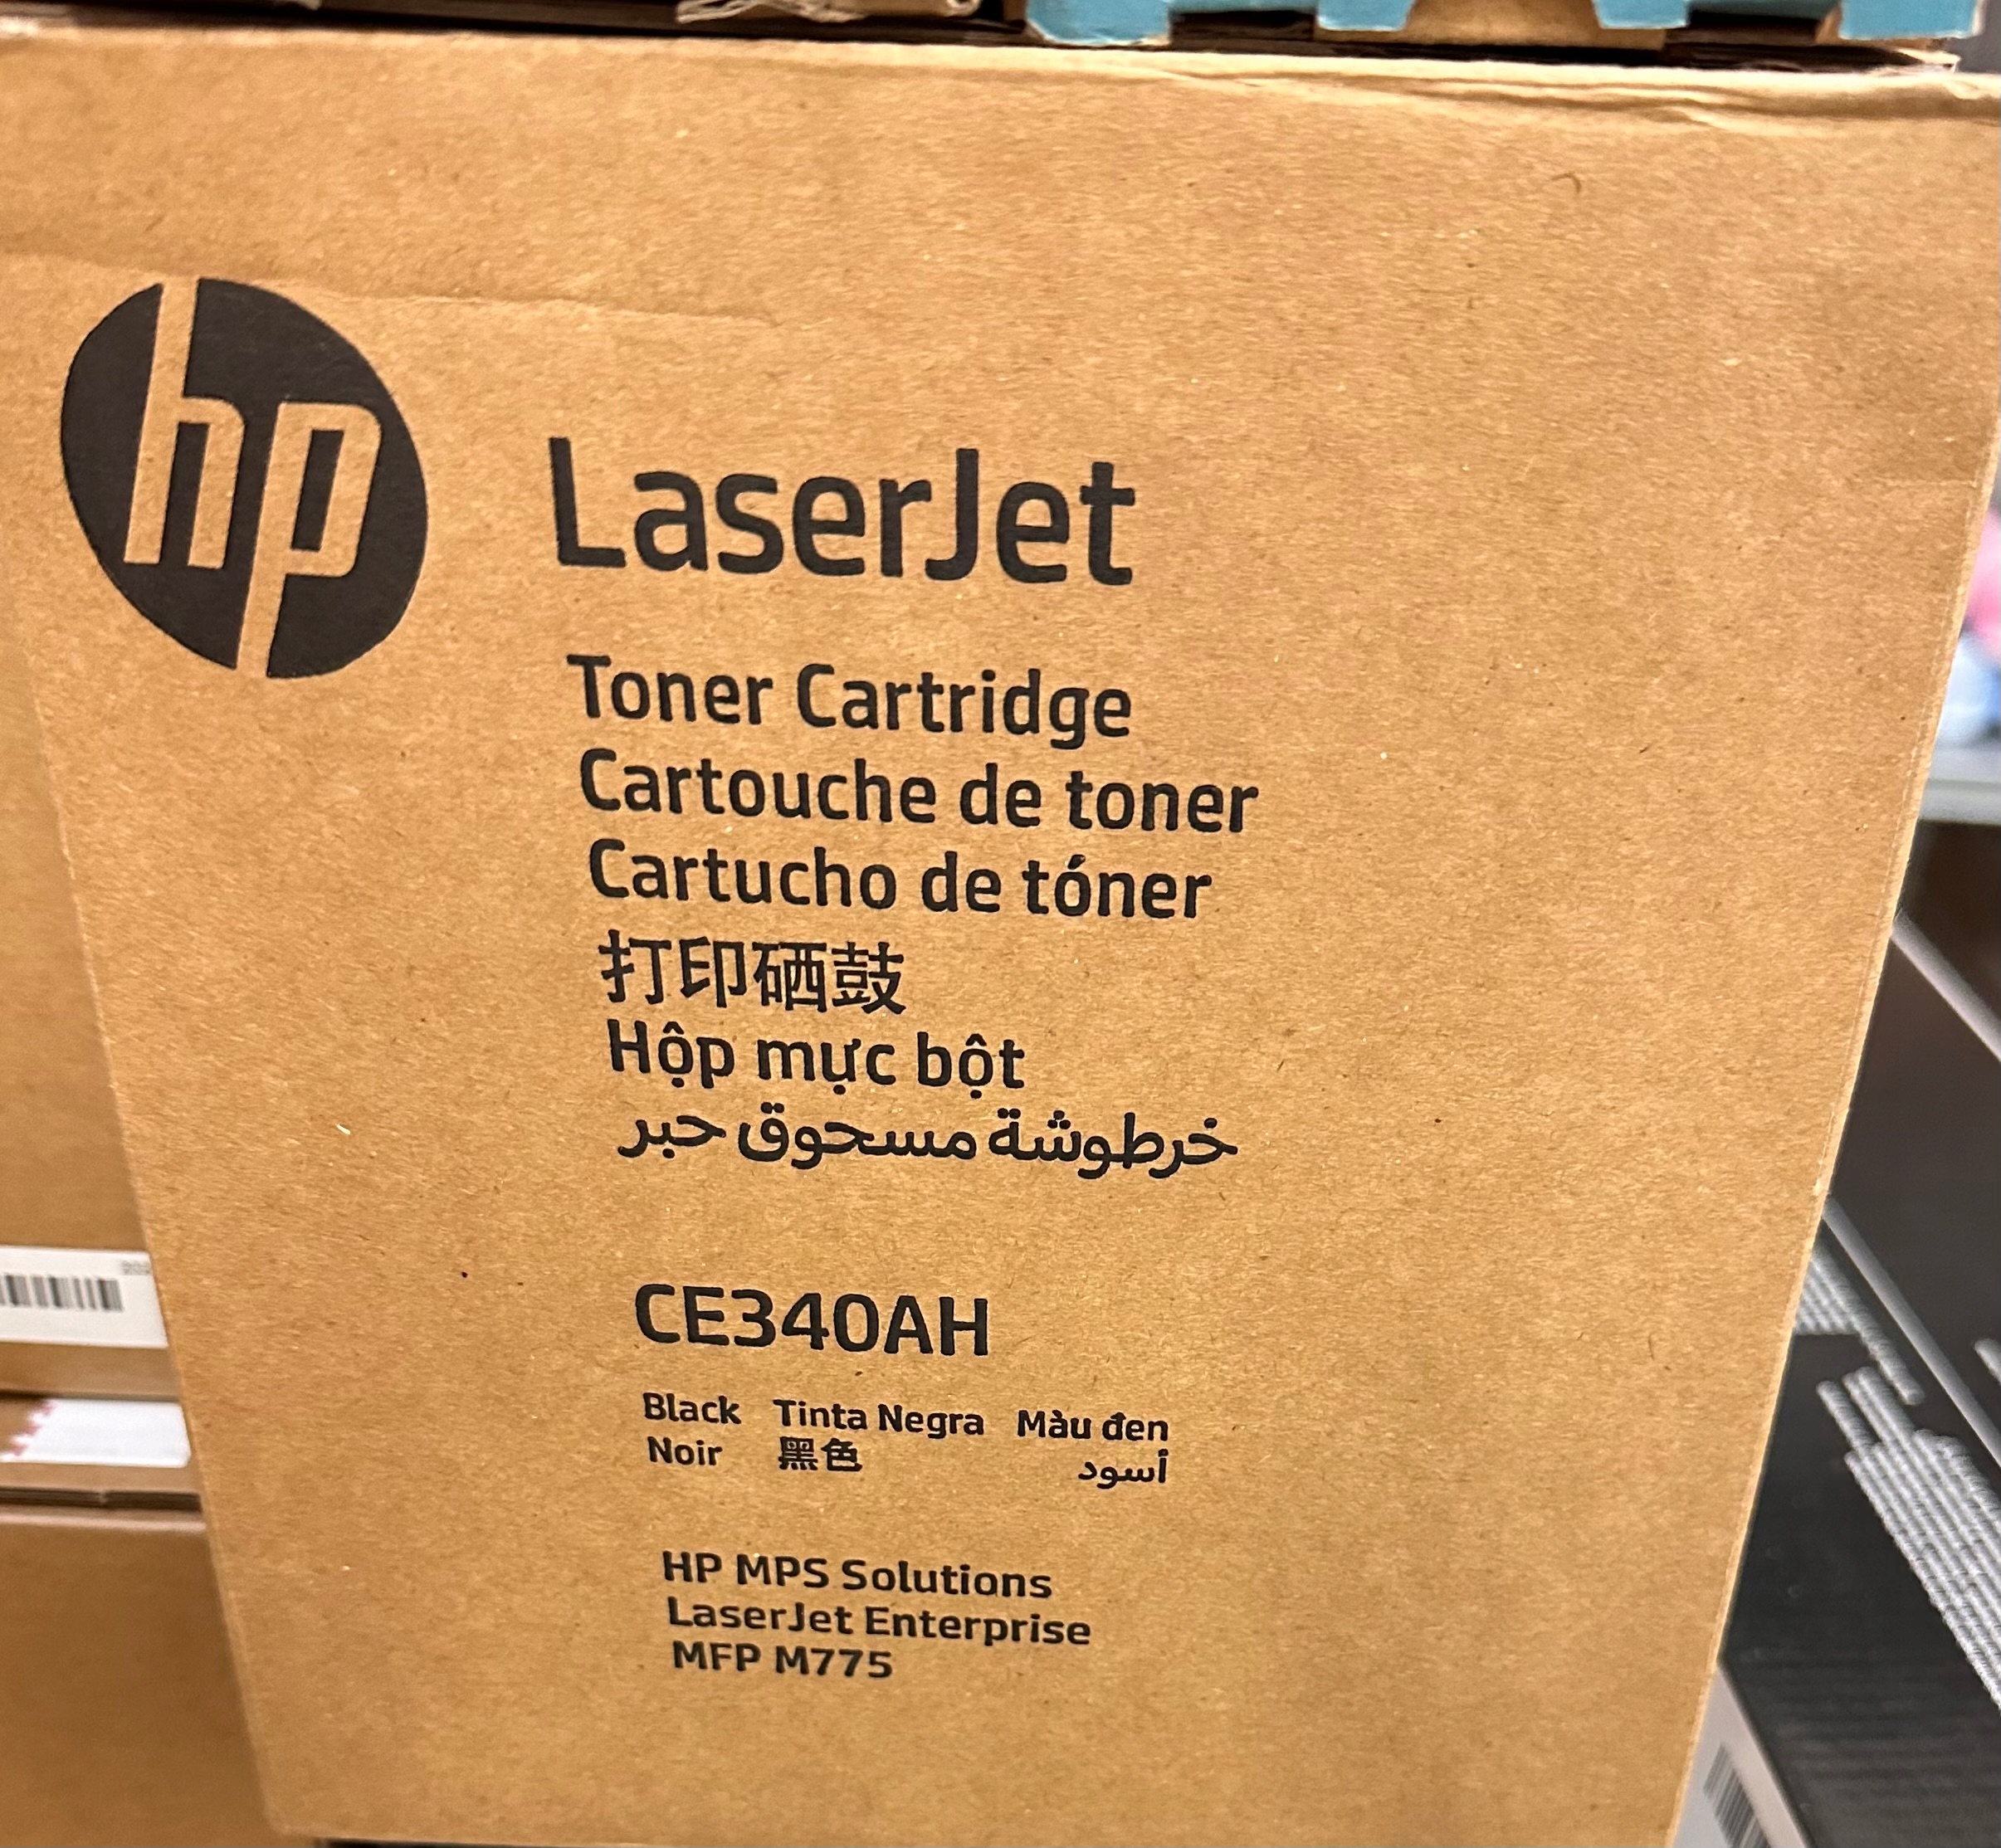 hp
LaserJet
Toner Cartridge
Cartouche de toner
Cartucho de tóner
打印硒鼓
Hộp mực bột
خرطوشة مسحوق حبر
CE340AH
Black Tinta Negra Màu đen
Noir 黑色 أسود
HP MPS Solutions
LaserJet Enterprise
MFP M775